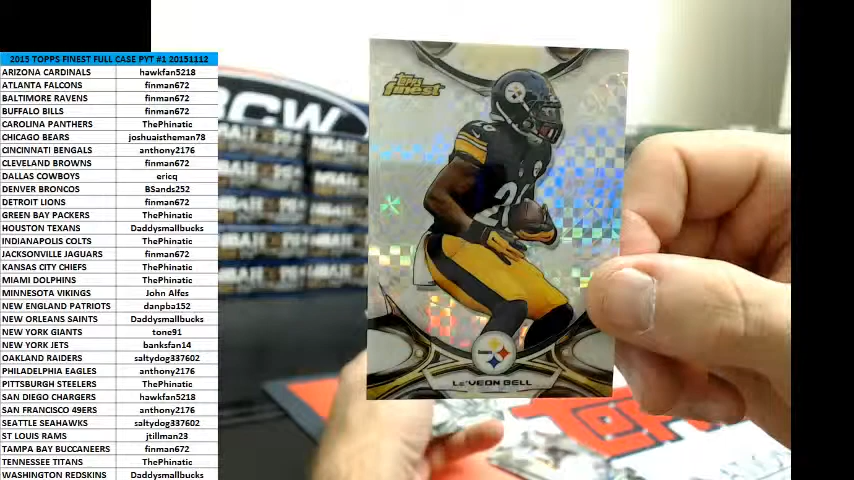 2015 TOPPS FINEST FULL CASE PYT #1 20151112
ARIZONA CARDINALS hawkfan5218
ATLANTA FALCONS finman672
BALTIMORE RAVENS finman672
BUFFALO BILLS finman672
CAROLINA PANTHERS ThePhinatic
CHICAGO BEARS joshuaistheman78
CINCINNATI BENGALS anthony2176
CLEVELAND BROWNS finman672
DALLAS COWBOYS ericq
DENVER BRONCOS BSands252
DETROIT LIONS finman672
GREEN BAY PACKERS ThePhinatic
HOUSTON TEXANS Daddysmallbucks
INDIANAPOLIS COLTS ThePhinatic
JACKSONVILLE JAGUARS finman672
KANSAS CITY CHIEFS ThePhinatic
MIAMI DOLPHINS ThePhinatic
MINNESOTA VIKINGS John Alfes
NEW ENGLAND PATRIOTS danpba152
NEW ORLEANS SAINTS Daddysmallbucks
NEW YORK GIANTS tone91
NEW YORK JETS banksfan14
OAKLAND RAIDERS saltydog337602
PHILADELPHIA EAGLES anthony2176
PITTSBURGH STEELERS ThePhinatic
SAN DIEGO CHARGERS hawkfan5218
SAN FRANCISCO 49ERS anthony2176
SEATTLE SEAHAWKS saltydog337602
ST LOUIS RAMS jtillman23
TAMPA BAY BUCCANEERS finman672
TENNESSEE TITANS ThePhinatic
WASHINGTON REDSKINS Daddysmallbucks
BCW
TOPPS
finest
26
LE'VEON BELL